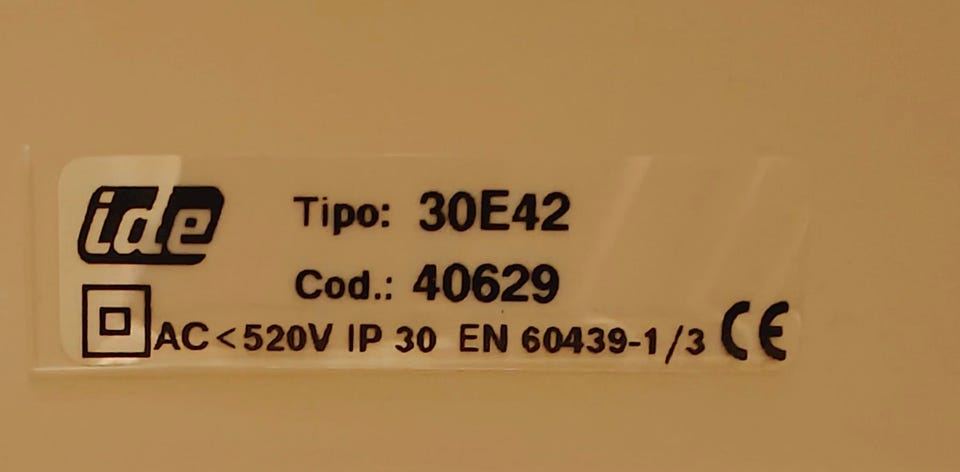 ide
Tipo: 30E42
Cod.: 40629
AC<520V IP 30 EN 60439-1/3 CE